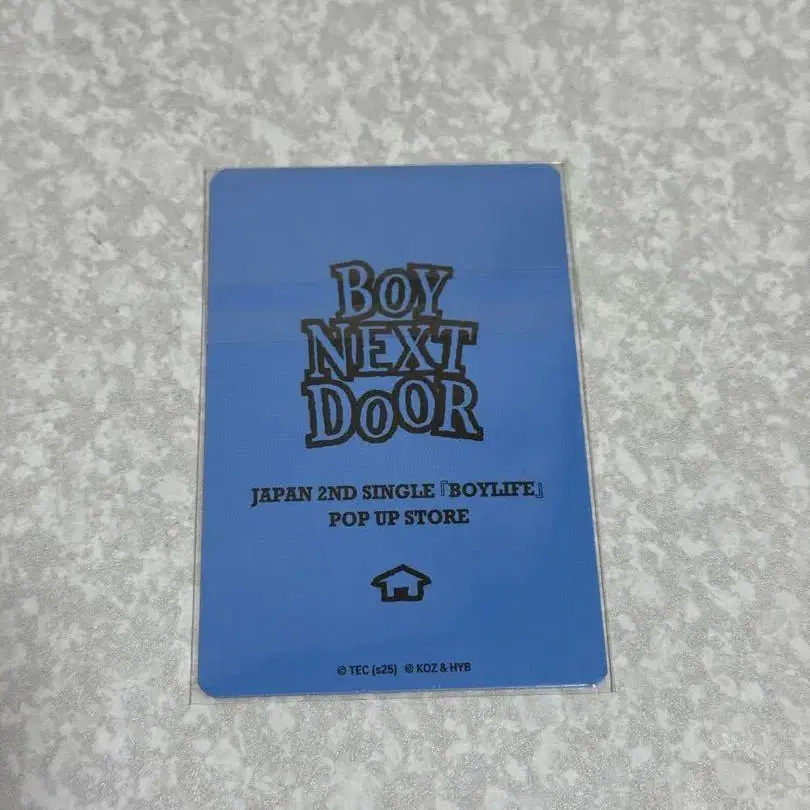 BOY
NEXT
DOOR
JAPAN 2ND SINGLE『BOYLIFE』
POP UP STORE
© TEC (s25) © KOZ & HYB